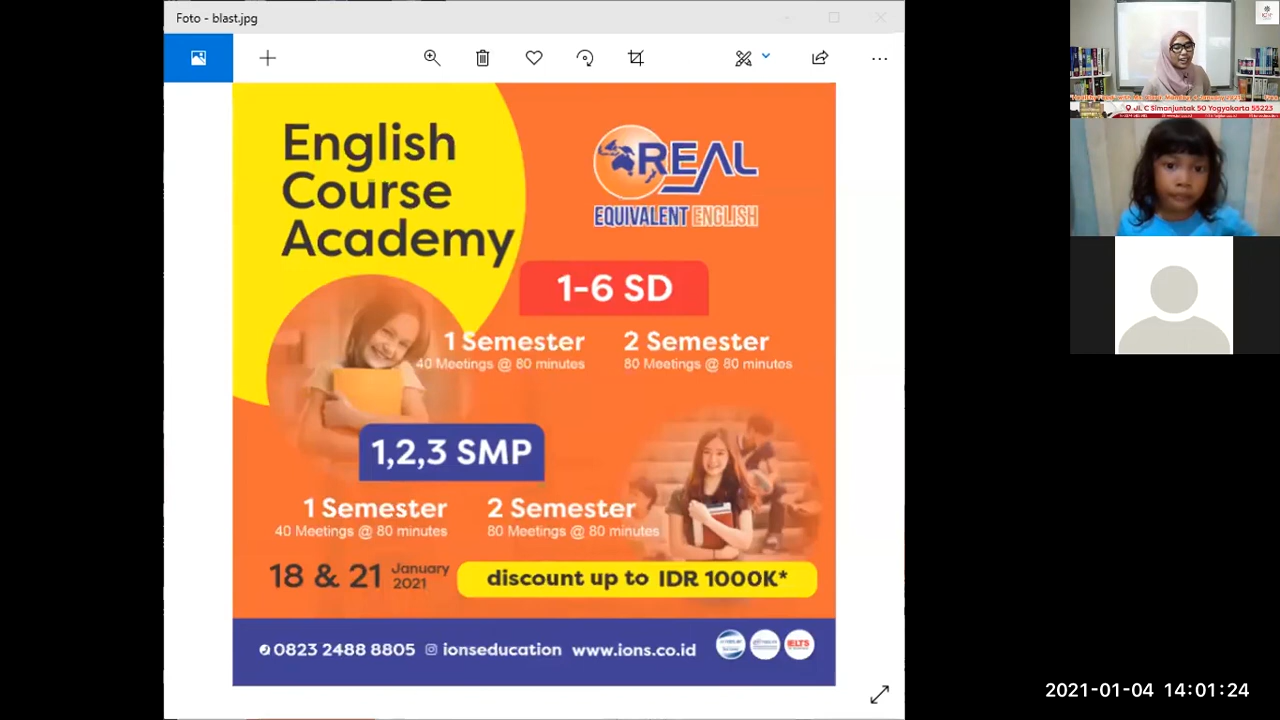 Foto - blast.jpg
English
Course
Academy
REAL
EQUIVALENT ENGLISH
1-6 SD
1 Semester
40 Meetings @ 80 minutes
2 Semester
80 Meetings @ 80 minutes
1,2,3 SMP
1 Semester
40 Meetings @ 80 minutes
2 Semester
80 Meetings @ 80 minutes
18 & 21 January 2021
discount up to IDR 1000K*
0823 2488 8805 ionseducation www.ions.co.id
IELTS
Jl. C Simanjuntak 50 Yogyakarta 55223
2021-01-04 14:01:24